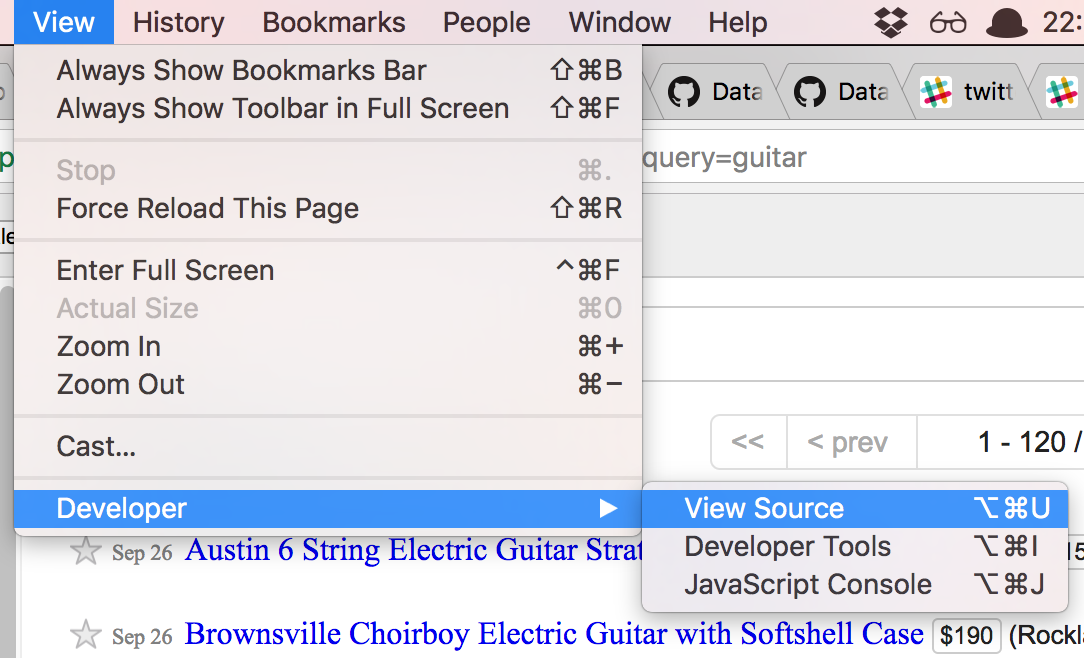 View History Bookmarks People Window Help 22:
Always Show Bookmarks Bar ⇧⌘B
Always Show Toolbar in Full Screen ⇧⌘F
Data Data twitt
Stop ⌘.
query=guitar
Force Reload This Page ⇧⌘R
Enter Full Screen ^⌘F
Actual Size ⌘0
Zoom In ⌘+
Zoom Out ⌘−
Cast...
<< < prev 1 - 120 /
Developer ▶
View Source ⌥⌘U
Developer Tools ⌥⌘I
JavaScript Console ⌥⌘J
☆ Sep 26 Austin 6 String Electric Guitar Strat
☆ Sep 26 Brownsville Choirboy Electric Guitar with Softshell Case $190 (Rockla